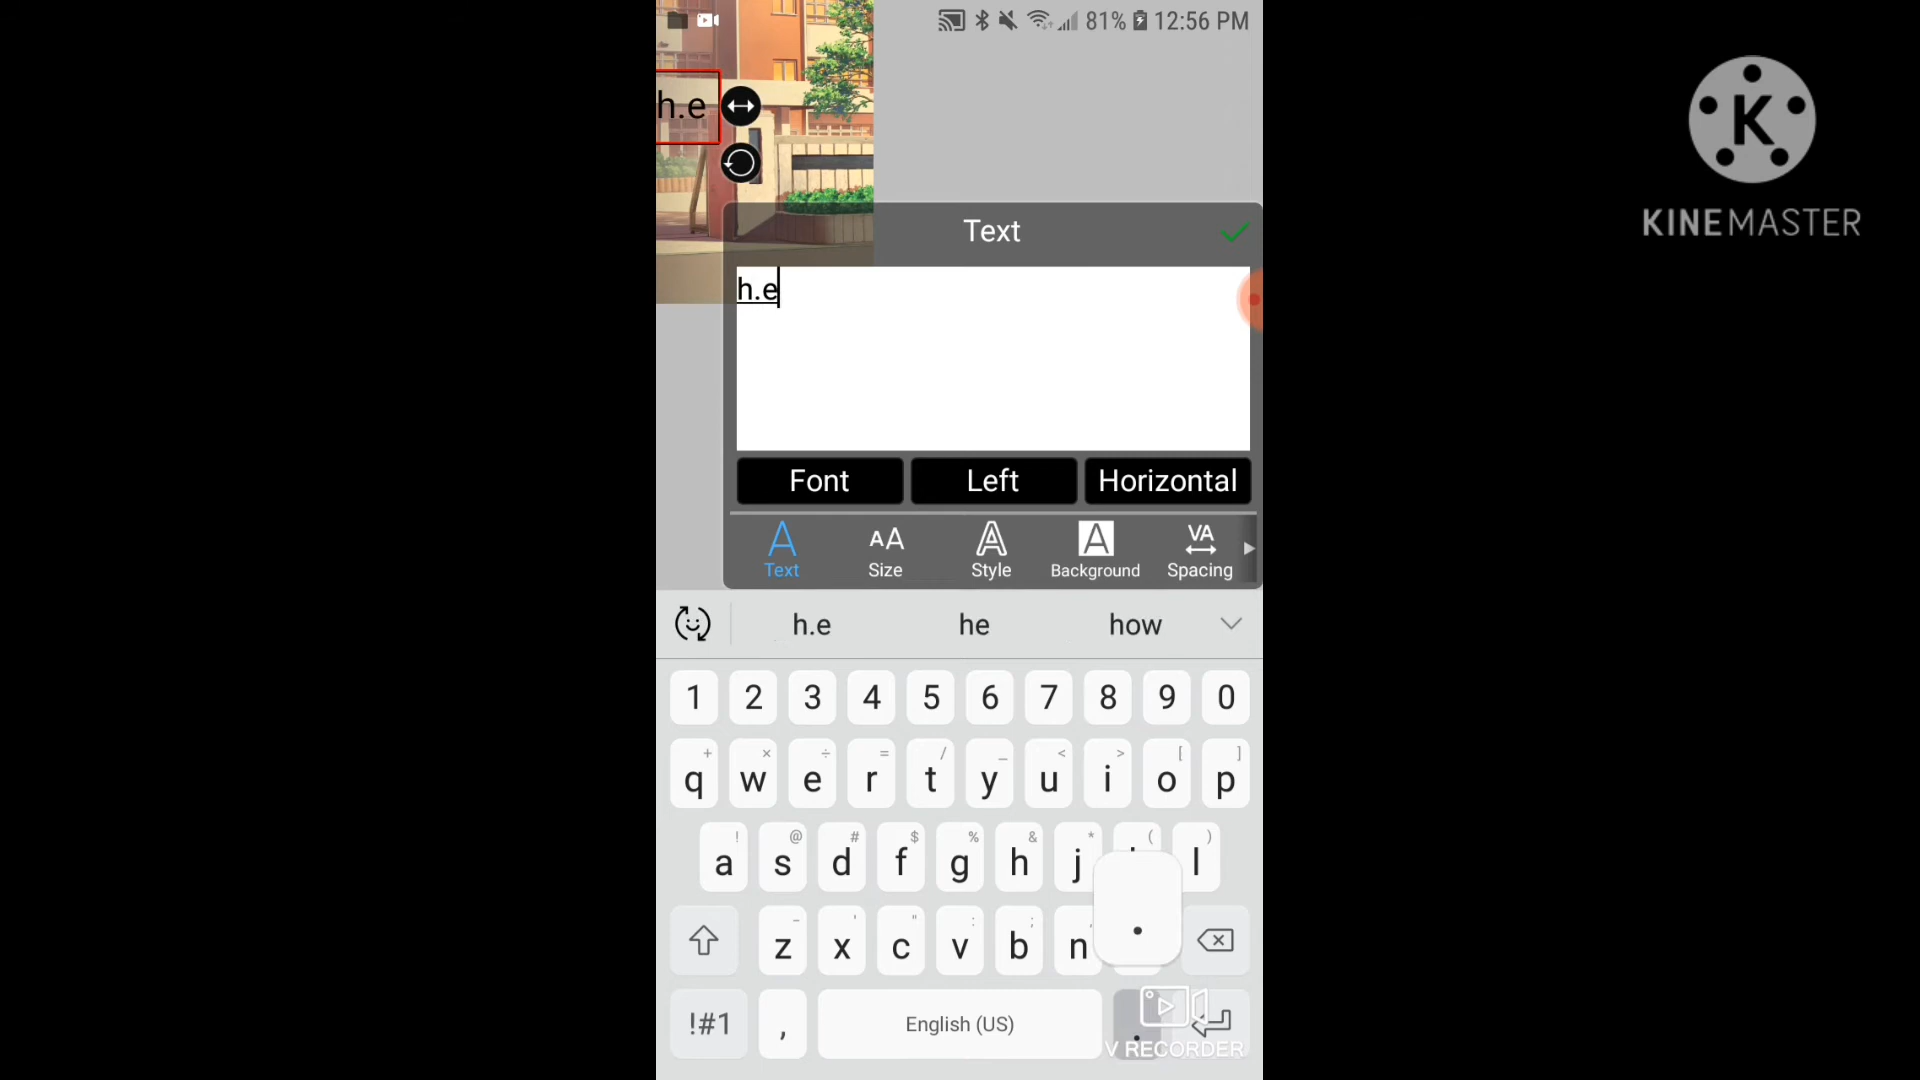 81% 12:56 PM
h.e
K
KINEMASTER
Text
h.e
Font Left Horizontal
A AA A A VA
Text Size Style Background Spacing
h.e he how
1 2 3 4 5 6 7 8 9 0
+ × ÷ = / _ < > [ ]
q w e r t y u i o p
! @ # $ % & * ( )
a s d f g h j l
- ' " : ;
z x c v b n .
!#1 , English (US) .
V RECORDER